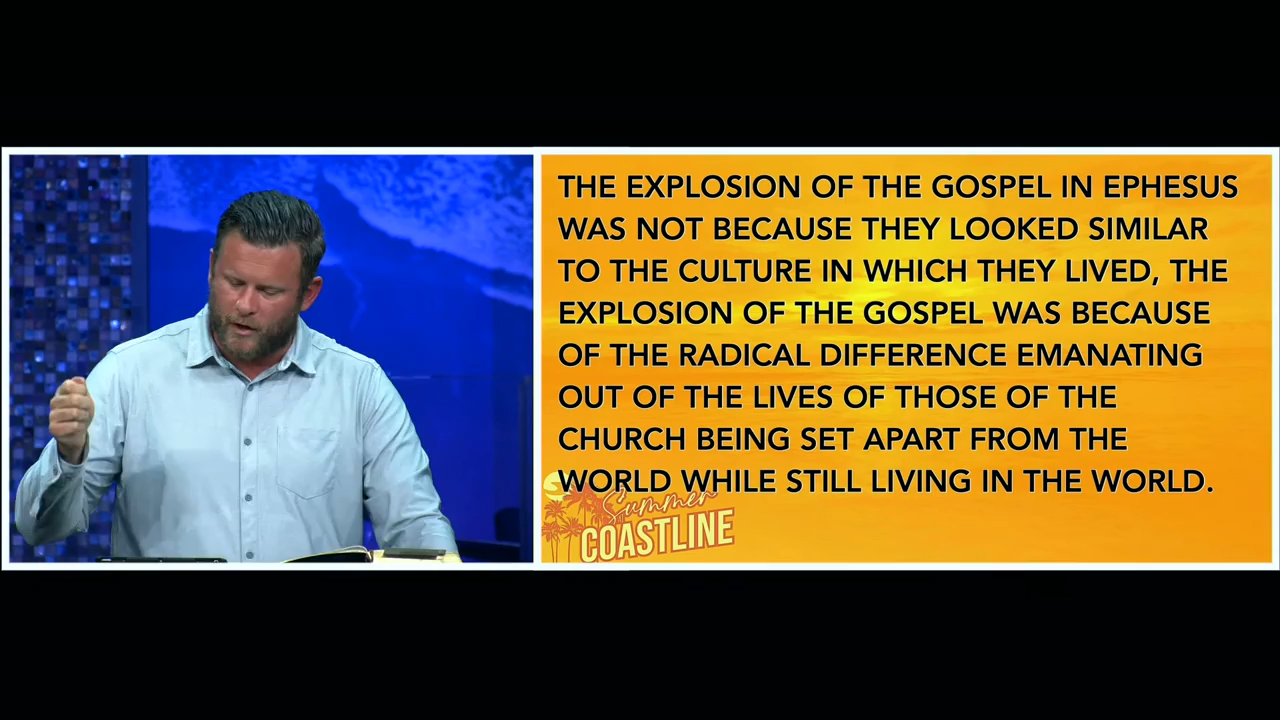 THE EXPLOSION OF THE GOSPEL IN EPHESUS
WAS NOT BECAUSE THEY LOOKED SIMILAR
TO THE CULTURE IN WHICH THEY LIVED, THE
EXPLOSION OF THE GOSPEL WAS BECAUSE
OF THE RADICAL DIFFERENCE EMANATING
OUT OF THE LIVES OF THOSE OF THE
CHURCH BEING SET APART FROM THE
WORLD WHILE STILL LIVING IN THE WORLD.
Summer
COASTLINE